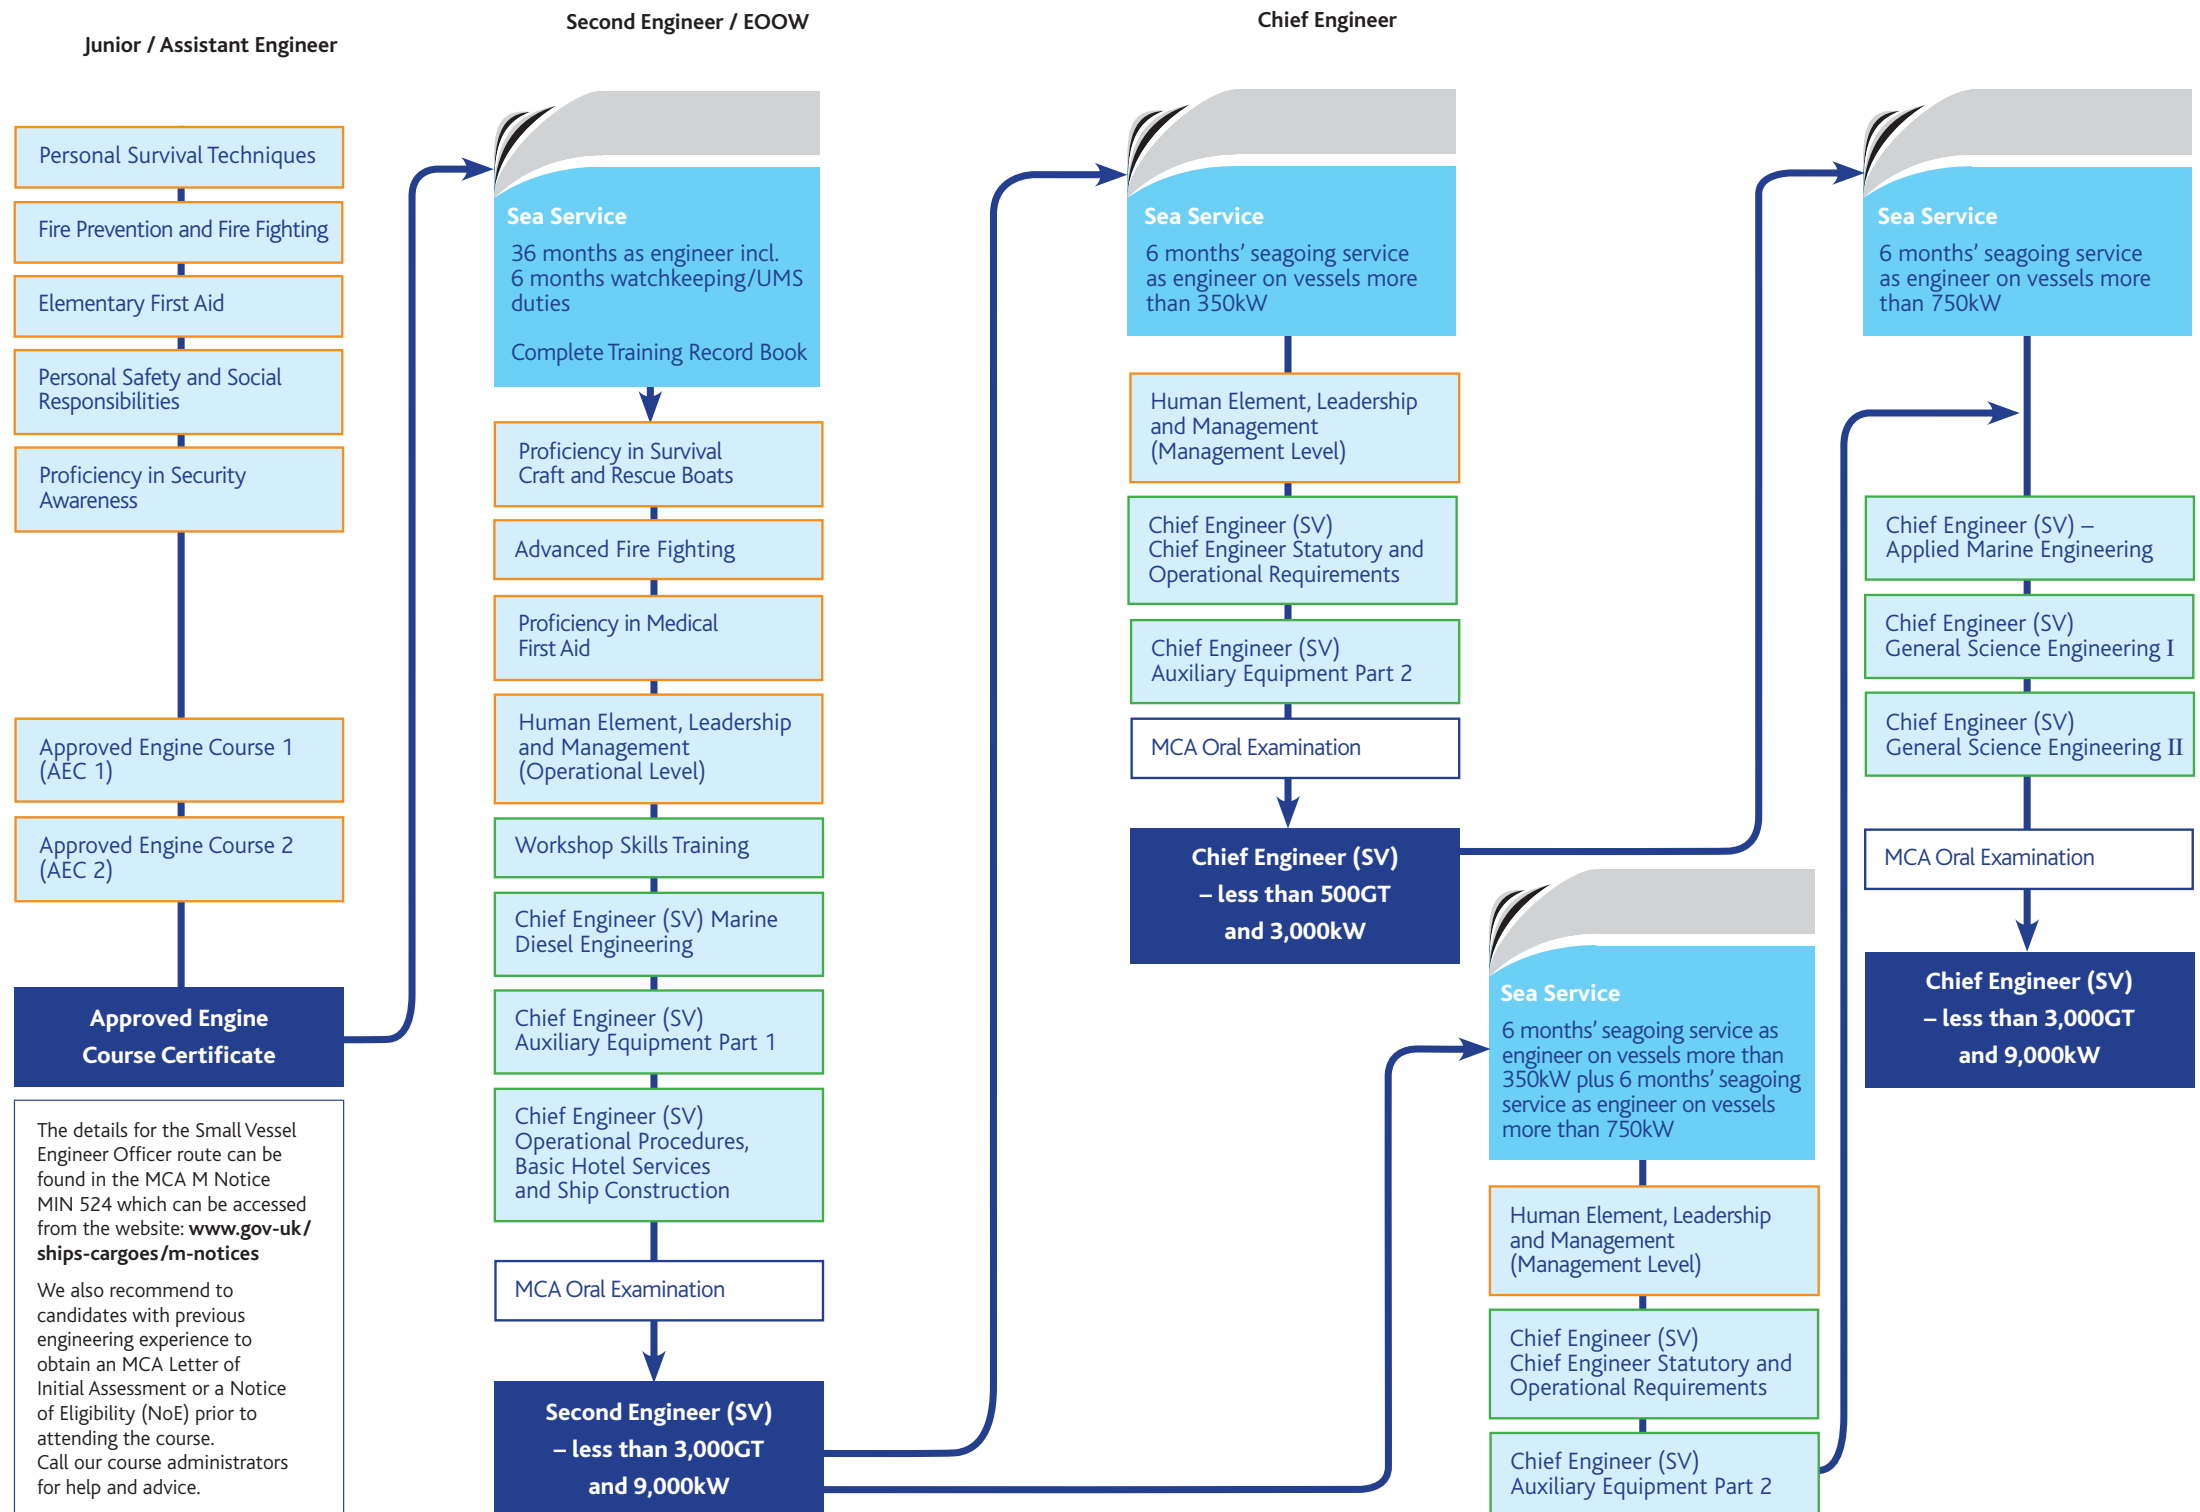 Junior / Assistant Engineer
Personal Survival Techniques
Fire Prevention and Fire Fighting
Elementary First Aid
Personal Safety and Social
Responsibilities
Proficiency in Security
Awareness
Approved Engine Course 1
(AEC 1)
Approved Engine Course 2
(AEC 2)
Approved Engine
Course Certificate
The details for the Small Vessel
Engineer Officer route can be
found in the MCA M Notice
MIN 524 which can be accessed
from the website: www.gov-uk/
ships-cargoes/m-notices
We also recommend to
candidates with previous
engineering experience to
obtain an MCA Letter of
Initial Assessment or a Notice
of Eligibility (NoE) prior to
attending the course.
Call our course administrators
for help and advice.
Second Engineer / EOOW
Sea Service
36 months as engineer incl.
6 months watchkeeping/UMS
duties
Complete Training Record Book
Proficiency in Survival
Craft and Rescue Boats
Advanced Fire Fighting
Proficiency in Medical
First Aid
Human Element, Leadership
and Management
(Operational Level)
Workshop Skills Training
Chief Engineer (SV) Marine
Diesel Engineering
Chief Engineer (SV)
Auxiliary Equipment Part 1
Chief Engineer (SV)
Operational Procedures,
Basic Hotel Services
and Ship Construction
MCA Oral Examination
Second Engineer (SV)
– less than 3,000GT
and 9,000kW
Chief Engineer
Sea Service
6 months' seagoing service
as engineer on vessels more
than 350kW
Human Element, Leadership
and Management
(Management Level)
Chief Engineer (SV)
Chief Engineer Statutory and
Operational Requirements
Chief Engineer (SV)
Auxiliary Equipment Part 2
MCA Oral Examination
Chief Engineer (SV)
– less than 500GT
and 3,000kW
Sea Service
6 months' seagoing service as
engineer on vessels more than
350kW plus 6 months' seagoing
service as engineer on vessels
more than 750kW
Human Element, Leadership
and Management
(Management Level)
Chief Engineer (SV)
Chief Engineer Statutory and
Operational Requirements
Chief Engineer (SV)
Auxiliary Equipment Part 2
Sea Service
6 months' seagoing service
as engineer on vessels more
than 750kW
Chief Engineer (SV) –
Applied Marine Engineering
Chief Engineer (SV)
General Science Engineering I
Chief Engineer (SV)
General Science Engineering II
MCA Oral Examination
Chief Engineer (SV)
– less than 3,000GT
and 9,000kW